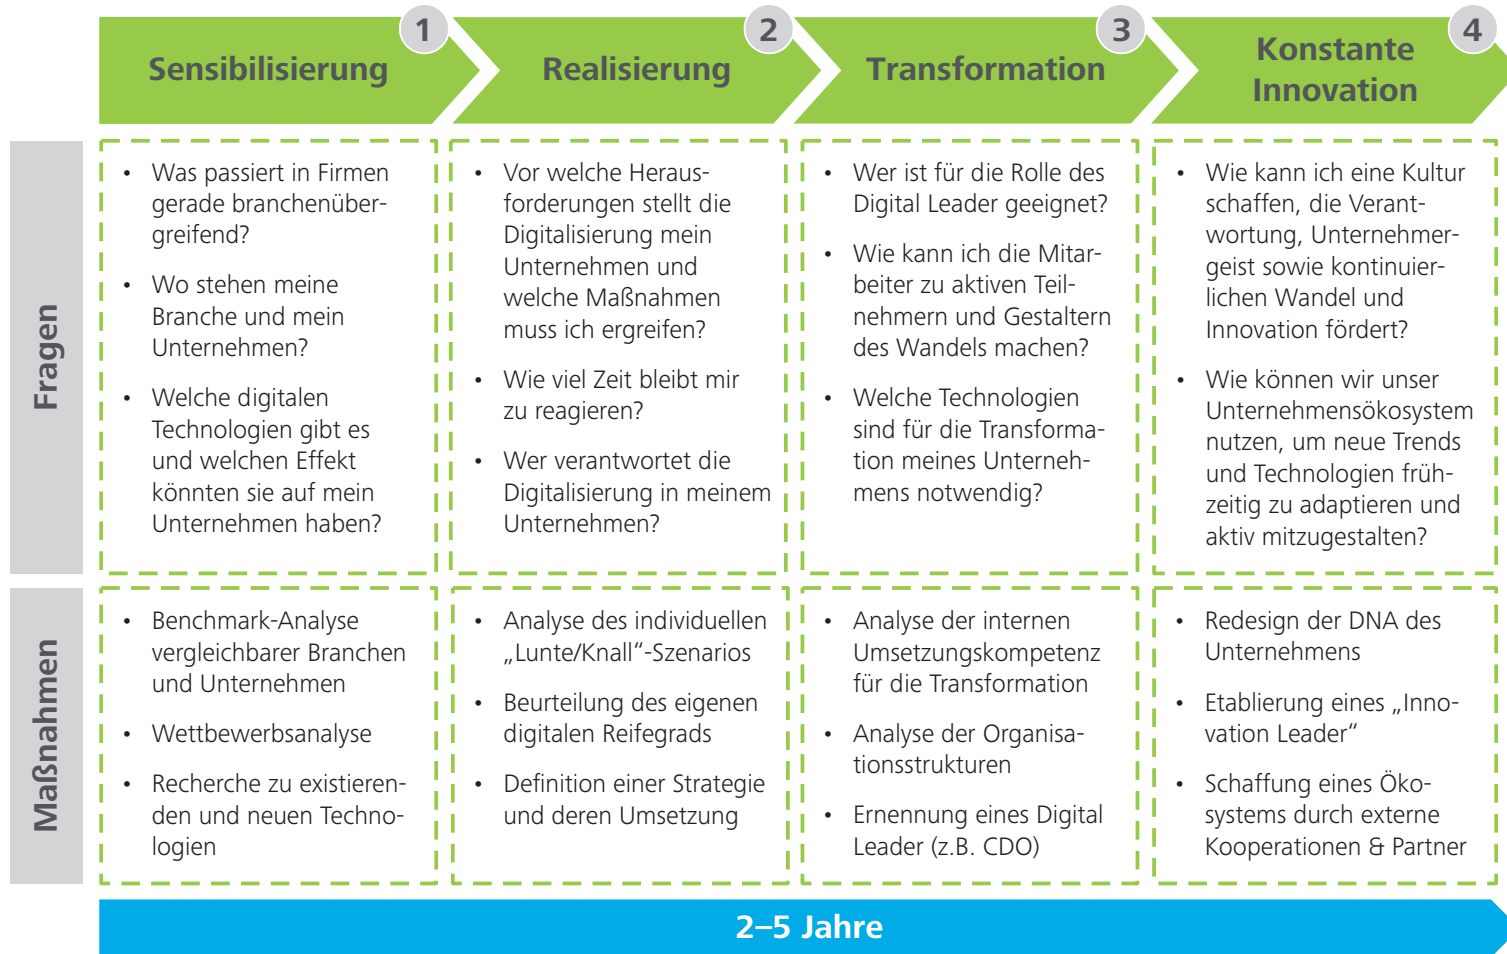 1
Sensibilisierung
2
Realisierung
3
Transformation
4
Konstante
Innovation
Fragen
• Was passiert in Firmen
gerade branchenüber-
greifend?
• Wo stehen meine
Branche und mein
Unternehmen?
• Welche digitalen
Technologien gibt es
und welchen Effekt
könnten sie auf mein
Unternehmen haben?
• Vor welche Heraus-
forderungen stellt die
Digitalisierung mein
Unternehmen und
welche Maßnahmen
muss ich ergreifen?
• Wie viel Zeit bleibt mir
zu reagieren?
• Wer verantwortet die
Digitalisierung in meinem
Unternehmen?
• Wer ist für die Rolle des
Digital Leader geeignet?
• Wie kann ich die Mitar-
beiter zu aktiven Teil-
nehmern und Gestaltern
des Wandels machen?
• Welche Technologien
sind für die Transforma-
tion meines Unterneh-
mens notwendig?
• Wie kann ich eine Kultur
schaffen, die Verant-
wortung, Unternehmer-
geist sowie kontinuier-
lichen Wandel und
Innovation fördert?
• Wie können wir unser
Unternehmensökosystem
nutzen, um neue Trends
und Technologien früh-
zeitig zu adaptieren und
aktiv mitzugestalten?
Maßnahmen
• Benchmark-Analyse
vergleichbarer Branchen
und Unternehmen
• Wettbewerbsanalyse
• Recherche zu existieren-
den und neuen Techno-
logien
• Analyse des individuellen
„Lunte/Knall“-Szenarios
• Beurteilung des eigenen
digitalen Reifegrads
• Definition einer Strategie
und deren Umsetzung
• Analyse der internen
Umsetzungskompetenz
für die Transformation
• Analyse der Organisa-
tionsstrukturen
• Ernennung eines Digital
Leader (z.B. CDO)
• Redesign der DNA des
Unternehmens
• Etablierung eines „Inno-
vation Leader“
• Schaffung eines Öko-
systems durch externe
Kooperationen & Partner
2–5 Jahre